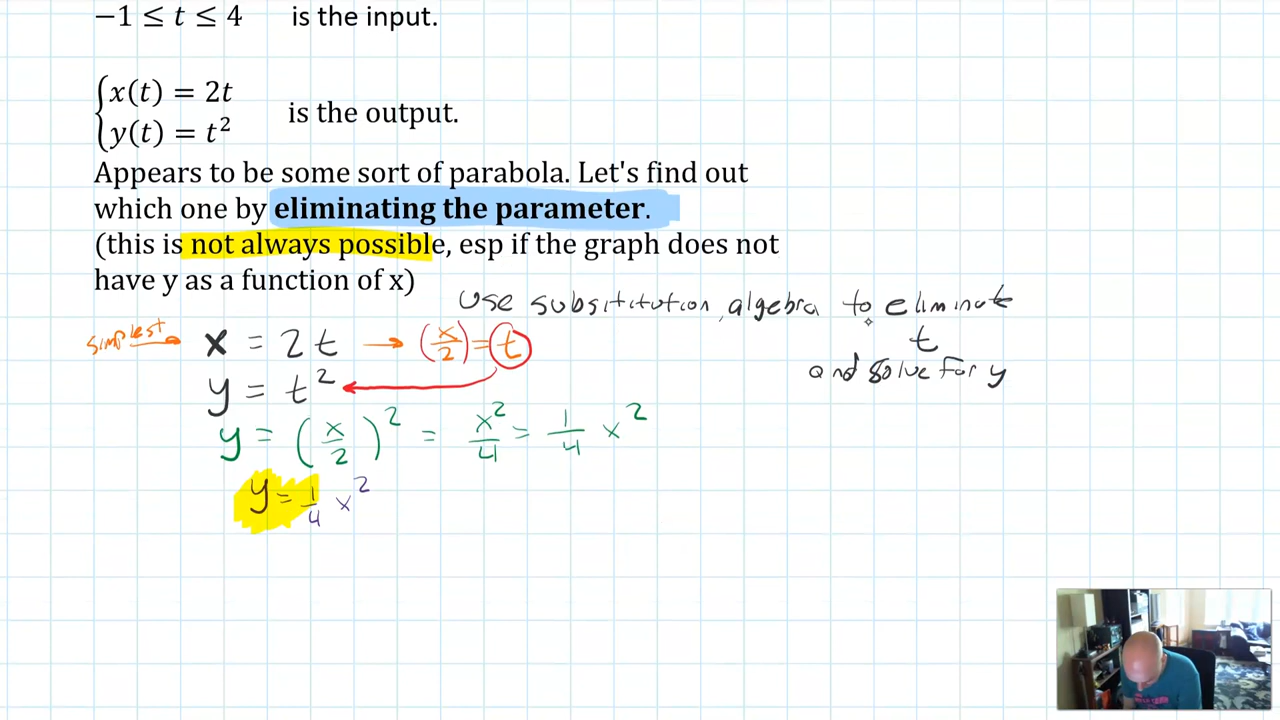 −1 ≤ t ≤ 4 is the input.
{x(t) = 2t
{y(t) = t² is the output.
Appears to be some sort of parabola. Let's find out
which one by eliminating the parameter.
(this is not always possible, esp if the graph does not
have y as a function of x)
Use substitution, algebra to eliminate
t
and solve for y
simplest → x = 2t → (x/2) = t
y = t²
y = (x/2)² = x²/4 = 1/4 x²
y = 1/4 x²